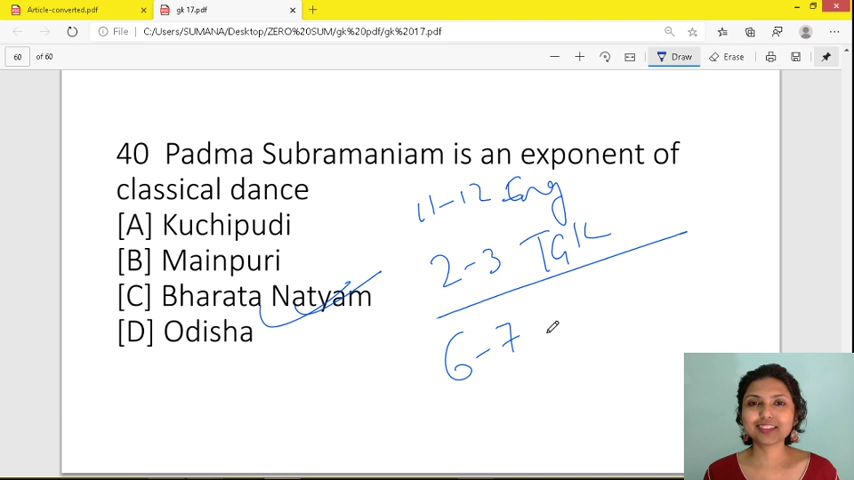 Article-converted.pdf
gk 17.pdf
File
C:/Users/SUMANA/Desktop/ZERO%20SUM/gk%20pdf/gk%2017.pdf
60 of 60
Draw
Erase
40 Padma Subramaniam is an exponent of
classical dance
[A] Kuchipudi
[B] Mainpuri
[C] Bharata Natyam
[D] Odisha
11-12 Eng
2-3 TGK
6-7